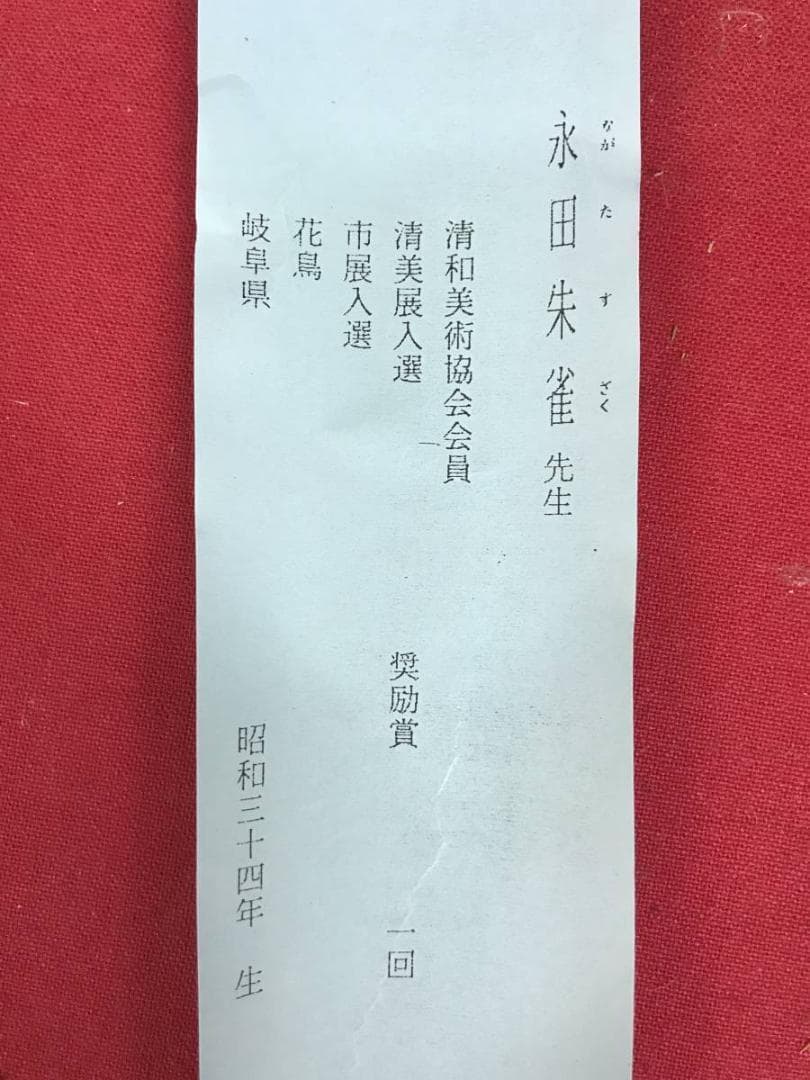 永田朱雀先生
ながたすざく
清和美術協会会員
清美展入選 奨励賞 一回
市展入選
花鳥
岐阜県 昭和三十四年 生